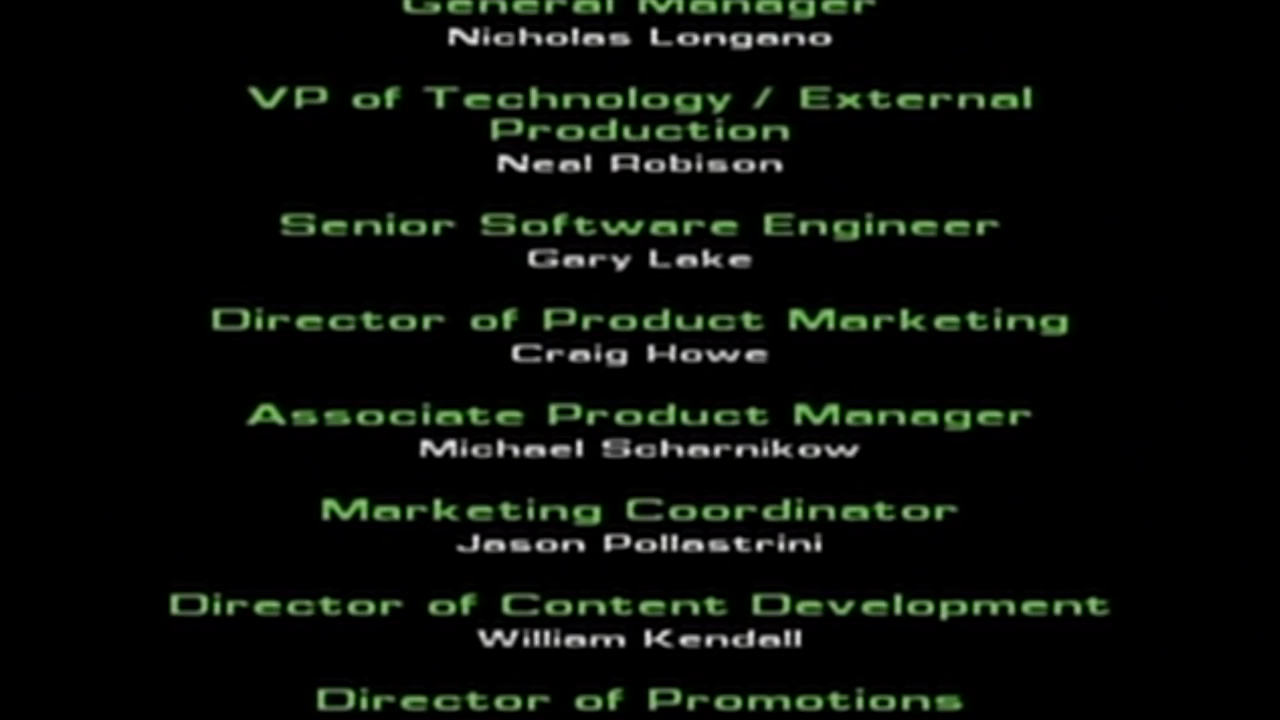 General Manager
Nicholas Longano
VP of Technology / External
Production
Neal Robison
Senior Software Engineer
Gary Lake
Director of Product Marketing
Craig Howe
Associate Product Manager
Michael Scharnikow
Marketing Coordinator
Jason Pollastrini
Director of Content Development
William Kendall
Director of Promotions